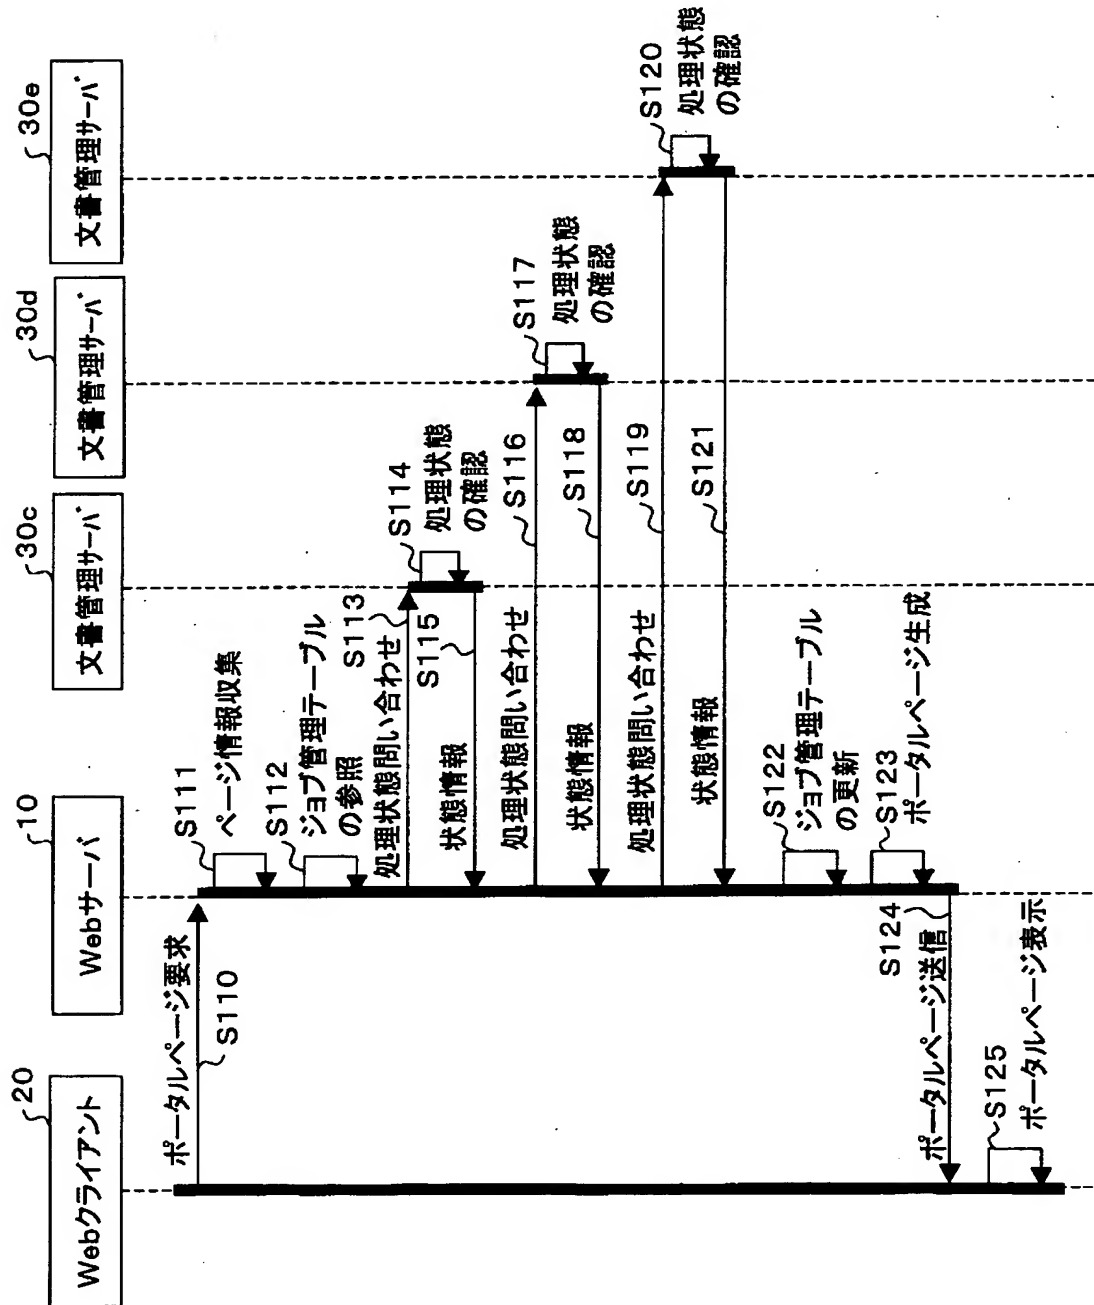 20
Webクライアント
10
Webサーバ
30c
文書管理サーバ
30d
文書管理サーバ
30e
文書管理サーバ
ポータルページ要求
S110
S111
ページ情報収集
S112
ジョブ管理テーブル
の参照
処理状態問い合わせ
S113
S114
処理状態
の確認
状態情報
S115
処理状態問い合わせ
S116
S117
処理状態
の確認
状態情報
S118
処理状態問い合わせ
S119
S120
処理状態
の確認
状態情報
S121
S122
ジョブ管理テーブル
の更新
S123
ポータルページ生成
S124
ポータルページ送信
S125
ポータルページ表示